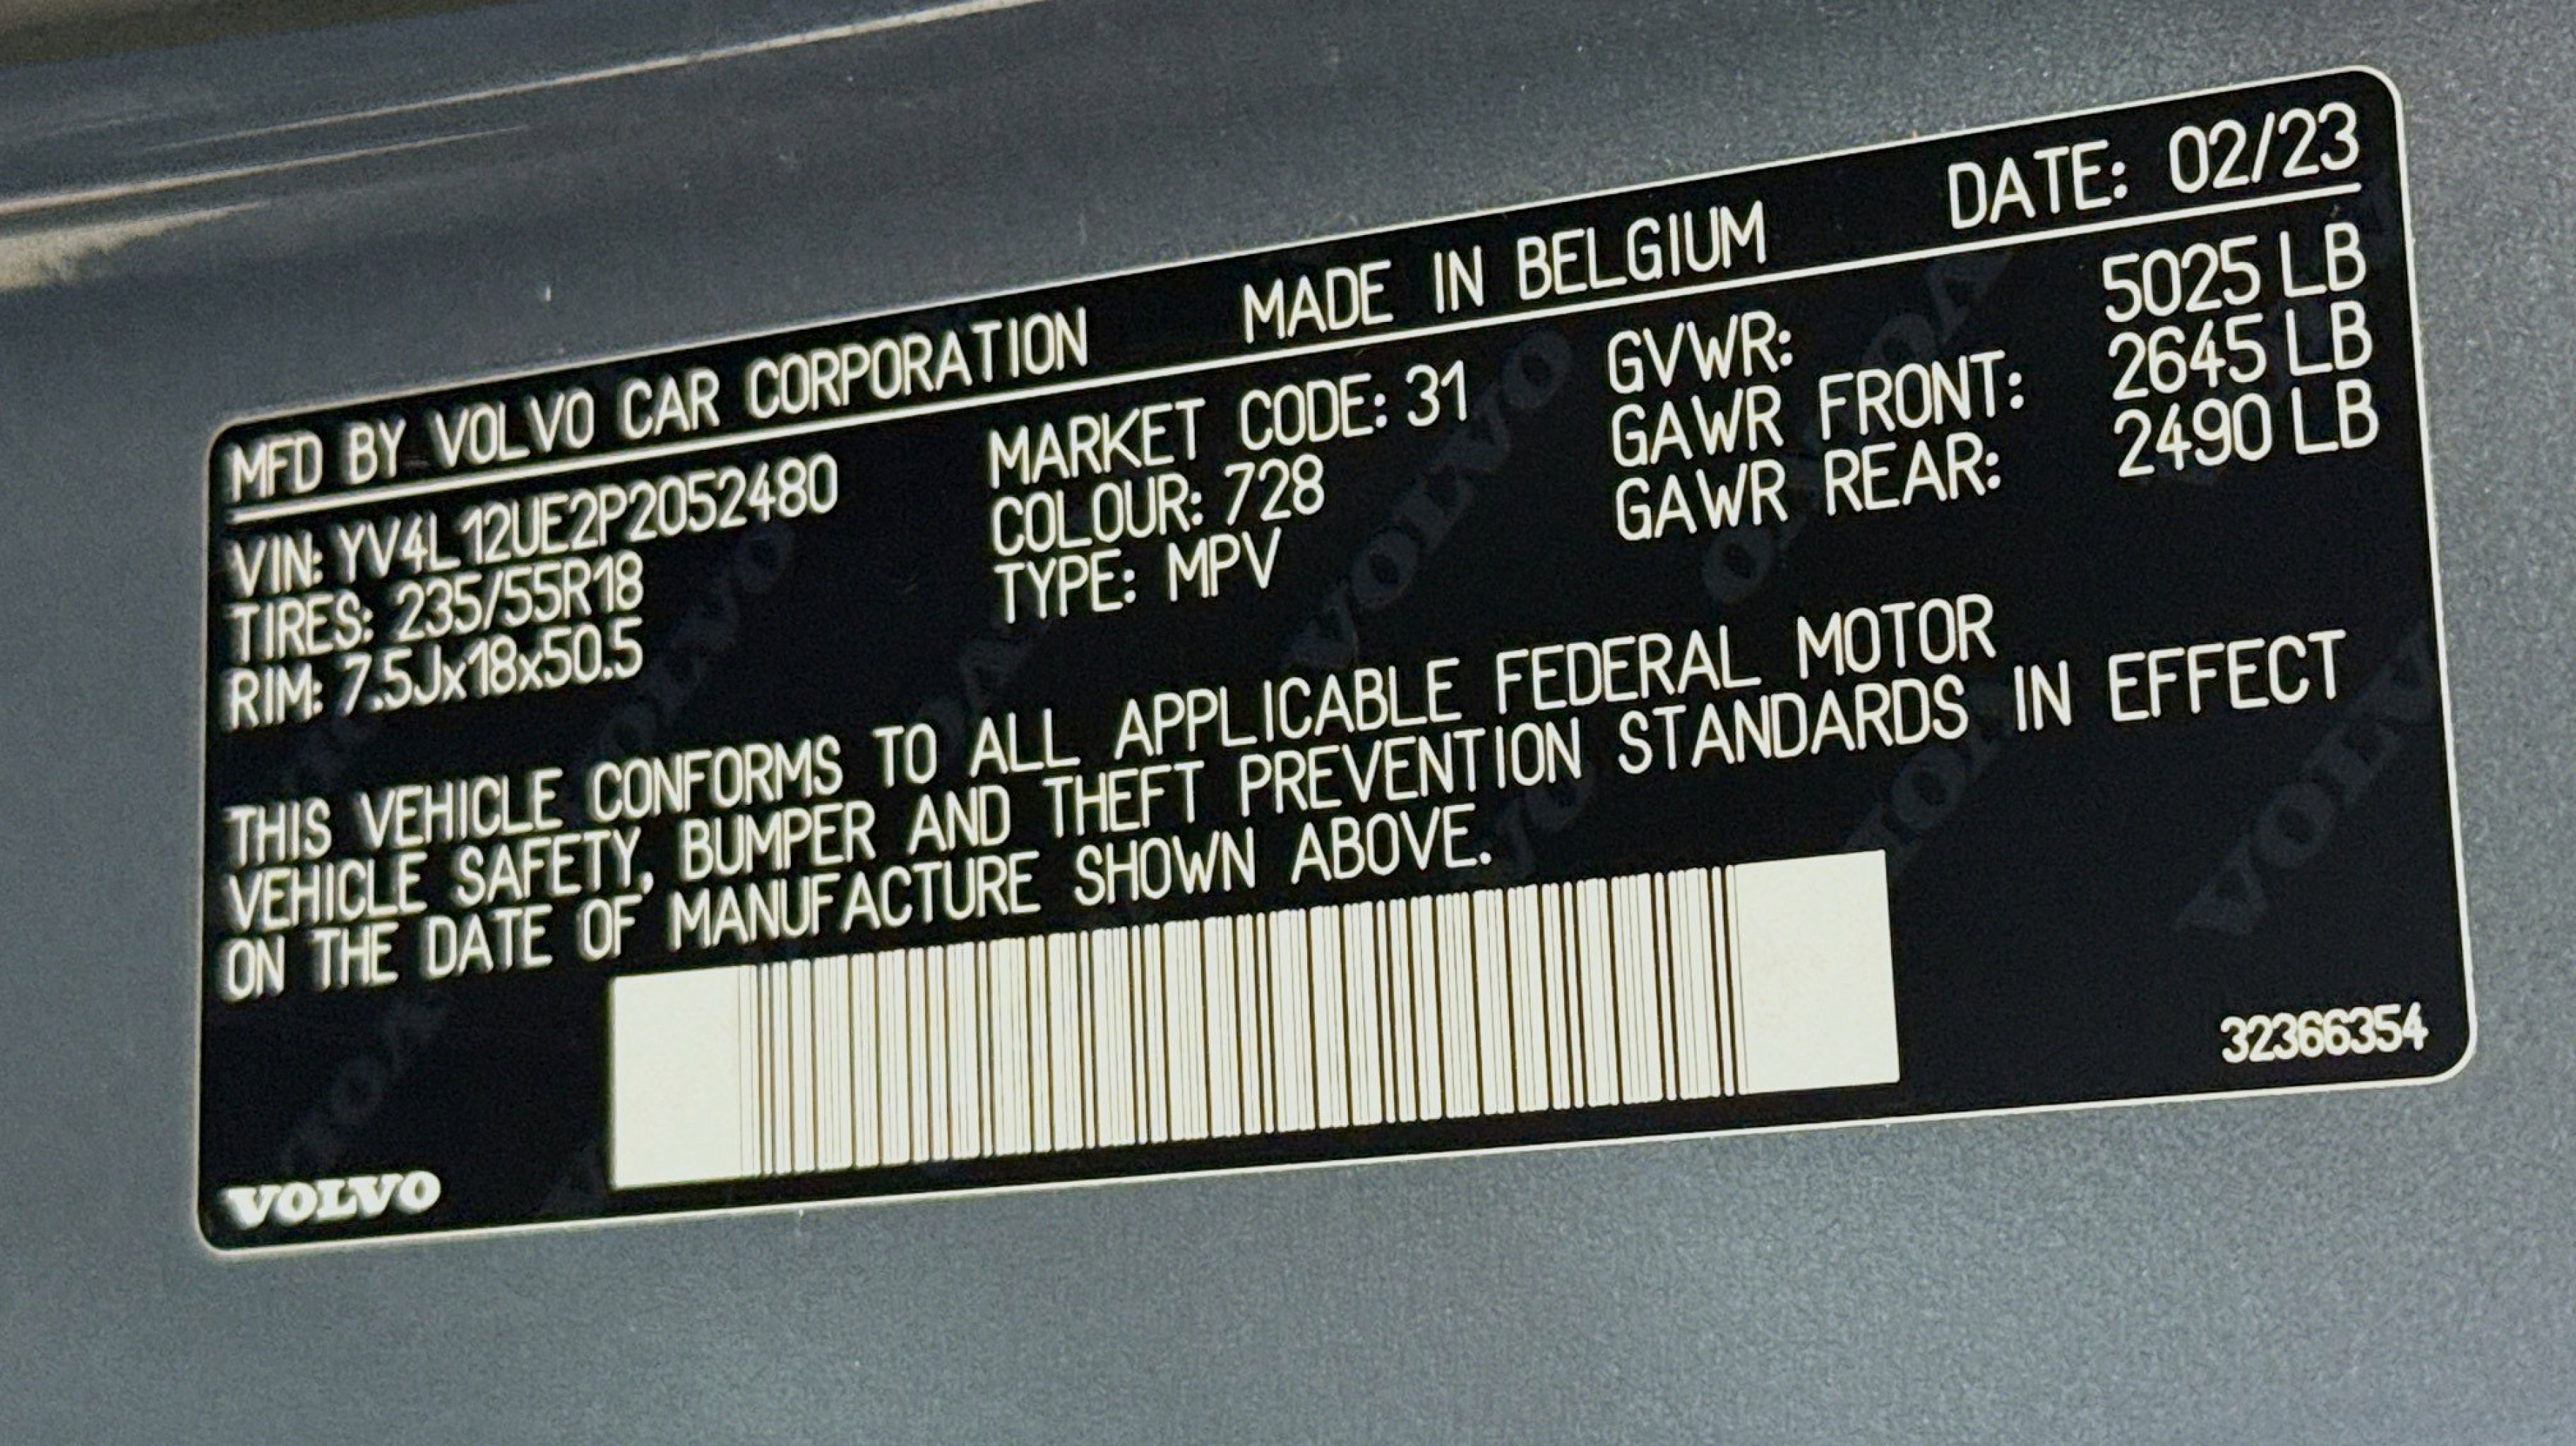 MFD BY VOLVO CAR CORPORATION MADE IN BELGIUM DATE: 02/23
VIN: YV4L12UE2P2052480 MARKET CODE: 31 GVWR: 5025 LB
TIRES: 235/55R18 COLOUR: 728 GAWR FRONT: 2645 LB
RIM: 7.5Jx18x50.5 TYPE: MPV GAWR REAR: 2490 LB
THIS VEHICLE CONFORMS TO ALL APPLICABLE FEDERAL MOTOR
VEHICLE SAFETY, BUMPER AND THEFT PREVENTION STANDARDS IN EFFECT
ON THE DATE OF MANUFACTURE SHOWN ABOVE.
32366354
VOLVO